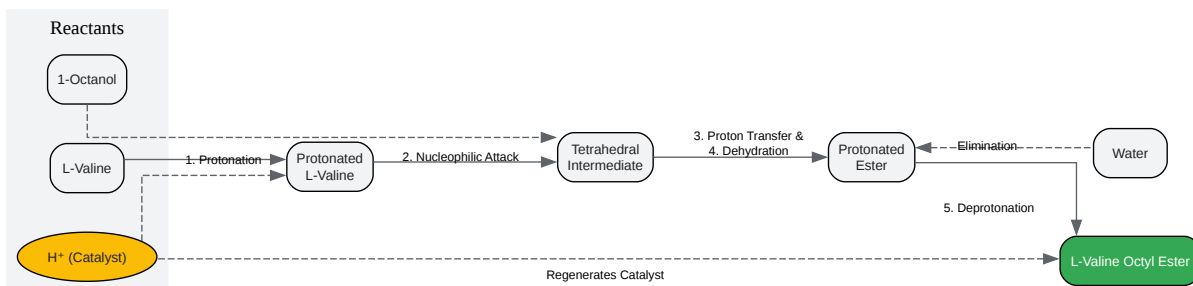 Reactants
1-Octanol
L-Valine
H⁺ (Catalyst)
1. Protonation
Protonated
L-Valine
2. Nucleophilic Attack
Tetrahedral
Intermediate
3. Proton Transfer &
4. Dehydration
Protonated
Ester
Elimination
Water
5. Deprotonation
L-Valine Octyl Ester
Regenerates Catalyst